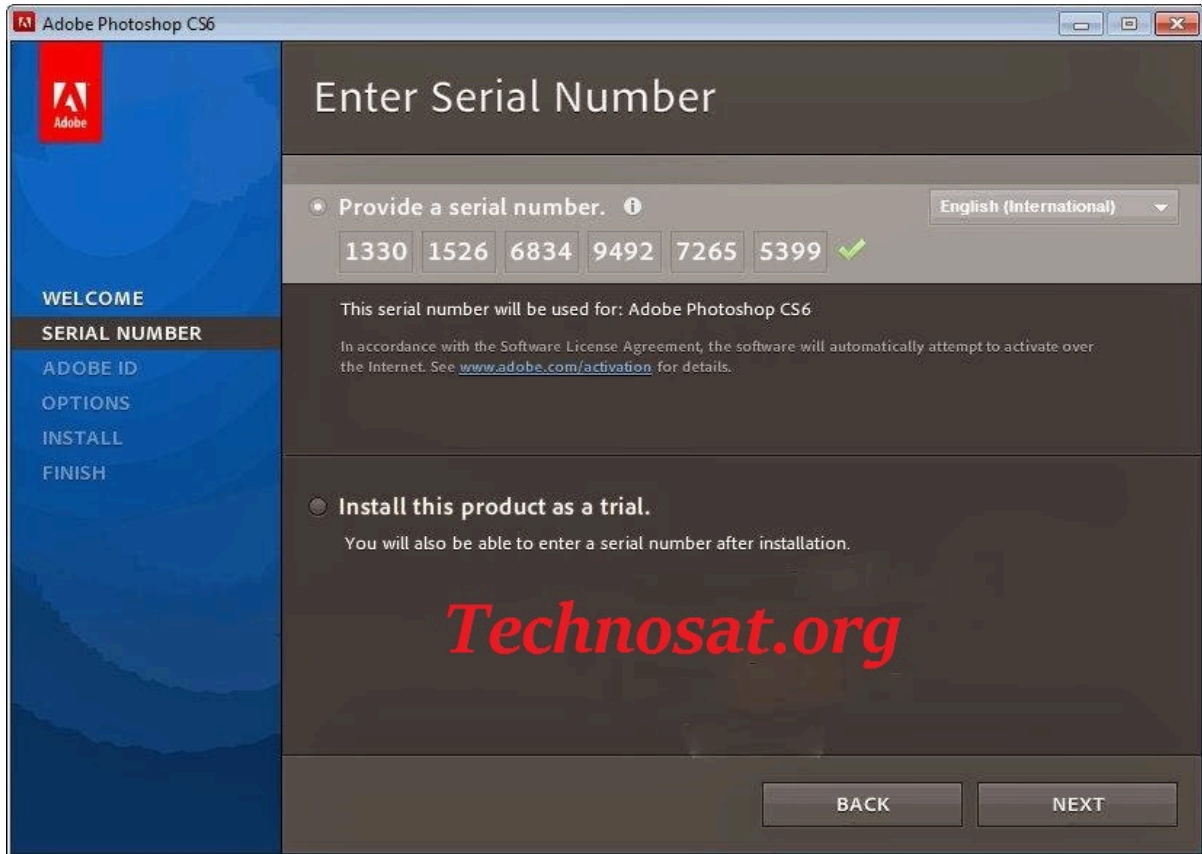 Adobe Photoshop CS6
Adobe
Enter Serial Number
Provide a serial number.
English (International)
1330 1526 6834 9492 7265 5399
WELCOME
SERIAL NUMBER
ADOBE ID
OPTIONS
INSTALL
FINISH
This serial number will be used for: Adobe Photoshop CS6
In accordance with the Software License Agreement, the software will automatically attempt to activate over
the Internet. See www.adobe.com/activation for details.
Install this product as a trial.
You will also be able to enter a serial number after installation.
Technosat.org
BACK
NEXT